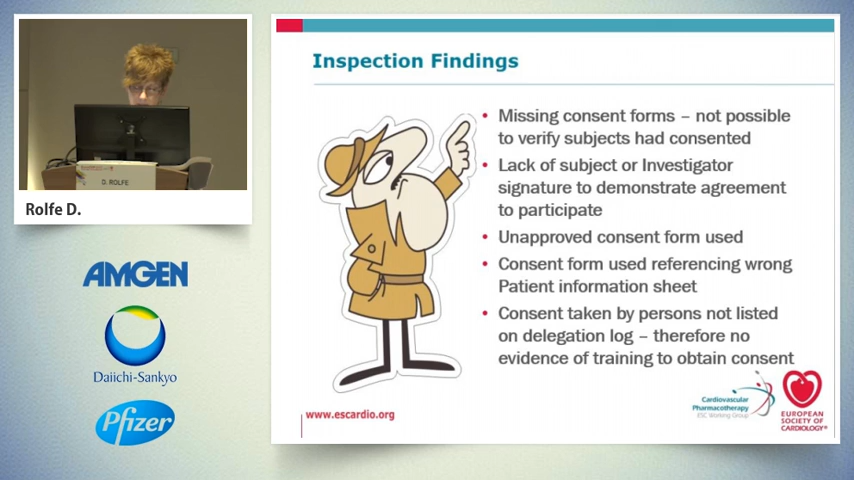 D. ROLFE
Rolfe D.
AMGEN
Daiichi-Sankyo
Pfizer
Inspection Findings
• Missing consent forms – not possible
to verify subjects had consented
• Lack of subject or Investigator
signature to demonstrate agreement
to participate
• Unapproved consent form used
• Consent form used referencing wrong
Patient information sheet
• Consent taken by persons not listed
on delegation log – therefore no
evidence of training to obtain consent
www.escardio.org
Cardiovascular
Pharmacotherapy
ESC Working Group
EUROPEAN
SOCIETY OF
CARDIOLOGY®